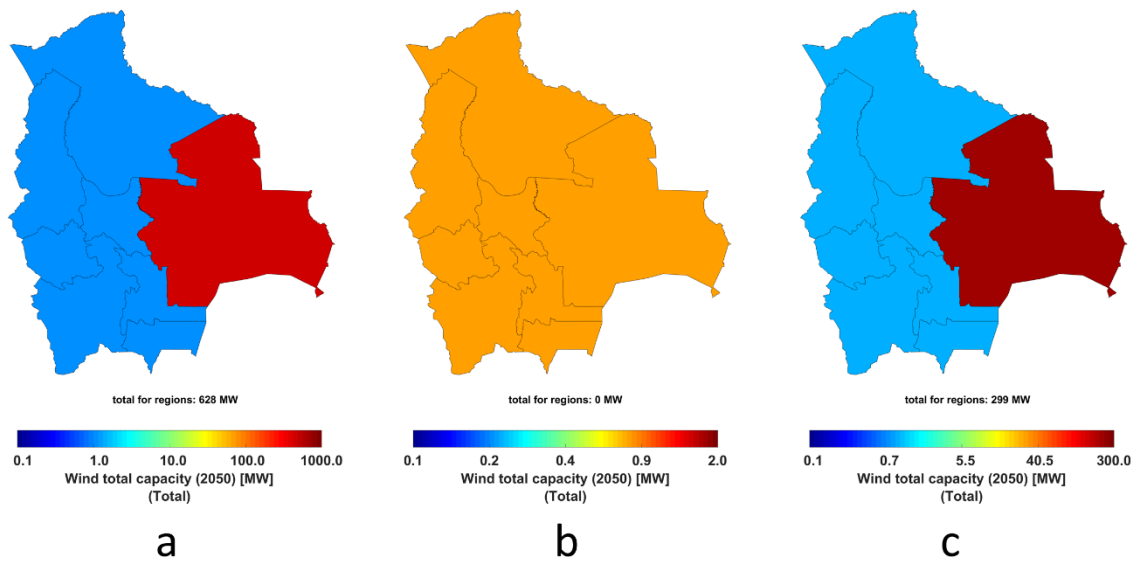 total for regions: 628 MW
0.1 1.0 10.0 100.0 1000.0
Wind total capacity (2050) [MW]
(Total)
a
total for regions: 0 MW
0.1 0.2 0.4 0.9 2.0
Wind total capacity (2050) [MW]
(Total)
b
total for regions: 299 MW
0.1 0.7 5.5 40.5 300.0
Wind total capacity (2050) [MW]
(Total)
c